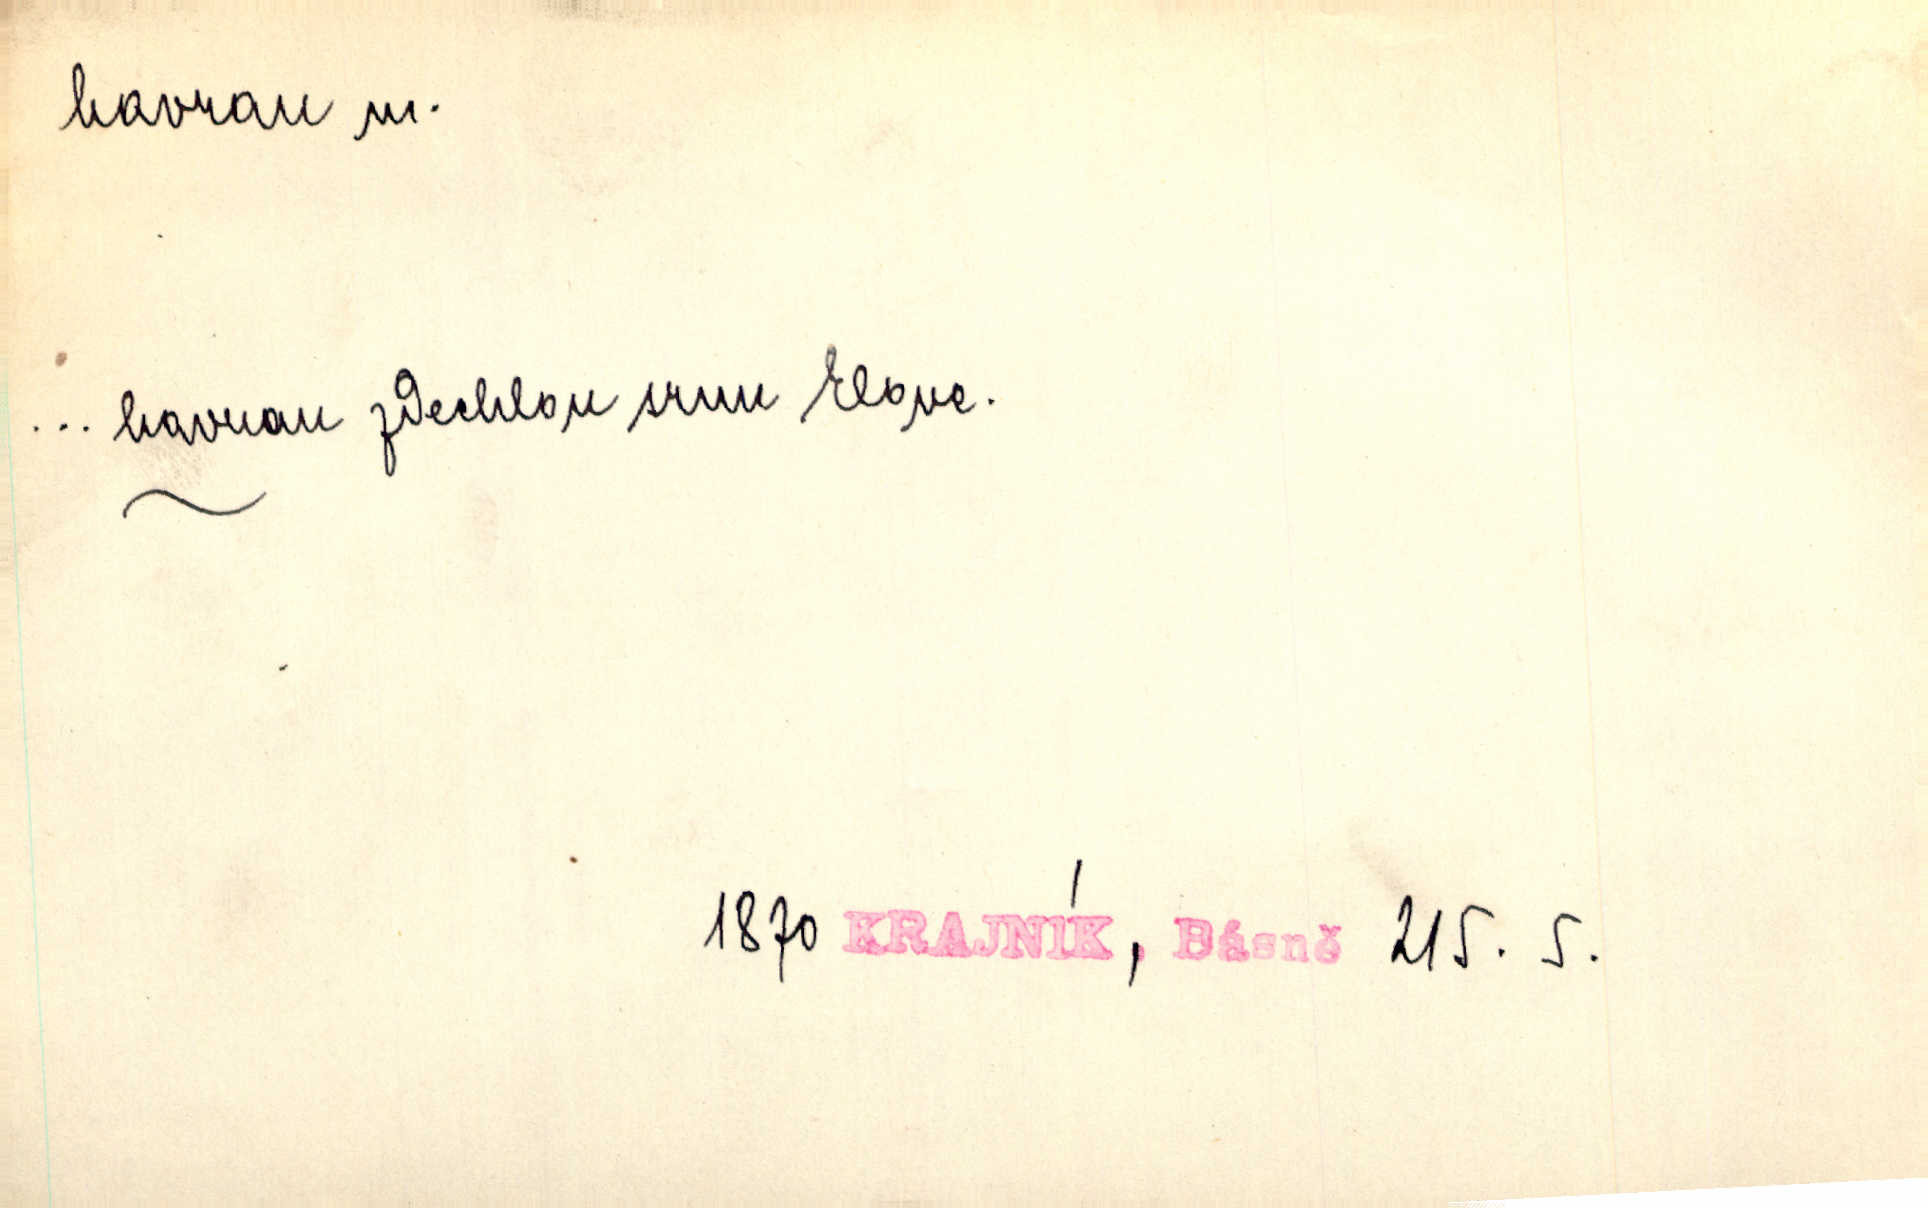 havran m.
... havran zdechlou srnu klove.
1870 KRAJNÍK, Básně 215. 5.